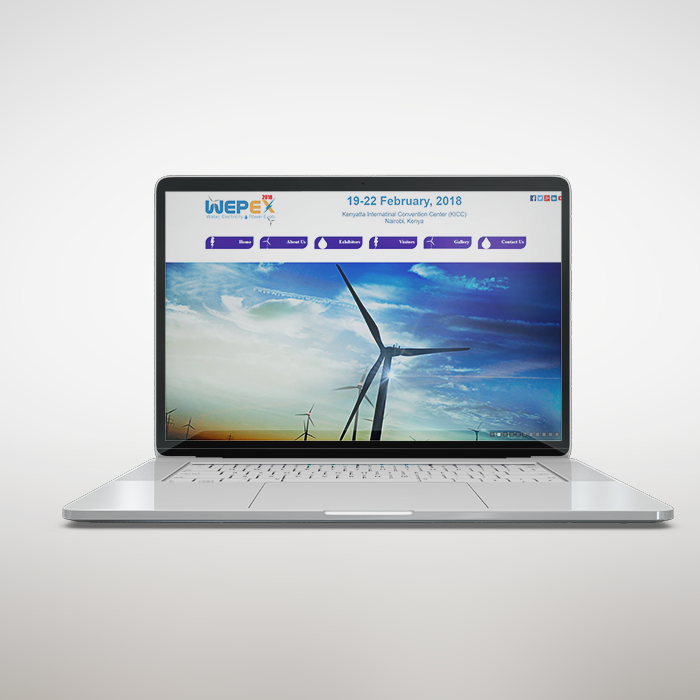 2018
WEPEX
Water, Electricity & Power Expo
19-22 February, 2018
Kenyatta Internatinal Convention Center (KICC)
Nairobi, Kenya
Home
About Us
Exhibitors
Visitors
Gallery
Contact Us